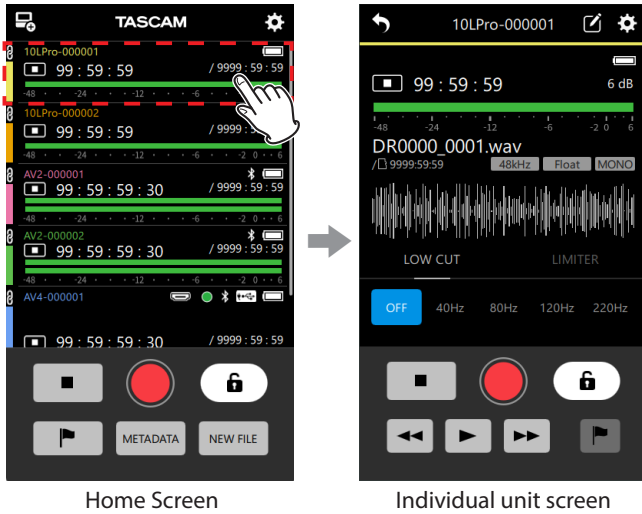 TASCAM
10LPro-000001
99 : 59 : 59
/ 9999 : 59 : 59
-48 -24 -12 -6 -2 0 6
10LPro-000002
99 : 59 : 59
/ 9999 : 59 : 59
-48 -24 -12 -6 -2 0 6
AV2-000001
99 : 59 : 59 : 30
/ 9999 : 59 : 59
-48 -24 -12 -6 -2 0 6
AV2-000002
99 : 59 : 59 : 30
/ 9999 : 59 : 59
-48 -24 -12 -6 -2 0 6
AV4-000001
99 : 59 : 59 : 30
/ 9999 : 59 : 59
METADATA
NEW FILE
Home Screen
10LPro-000001
99 : 59 : 59
6 dB
-48 -24 -12 -6 -2 0 6
DR0000_0001.wav
/ 9999:59:59 48kHz Float MONO
LOW CUT LIMITER
OFF 40Hz 80Hz 120Hz 220Hz
Individual unit screen